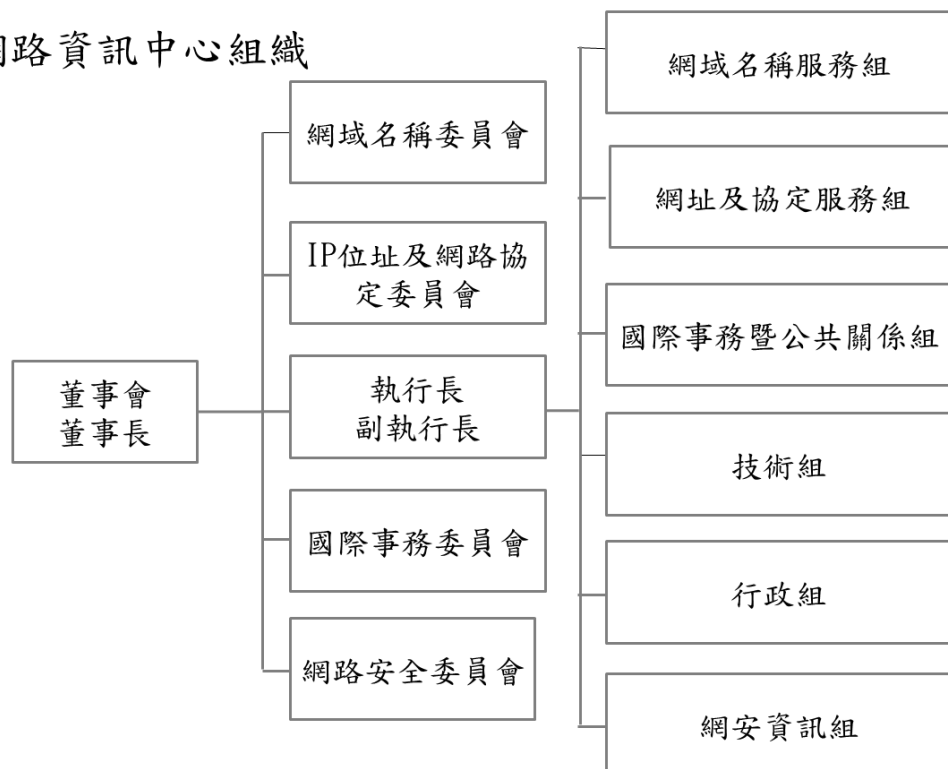 網路資訊中心組織
網域名稱委員會
IP位址及網路協
定委員會
董事會
董事長
執行長
副執行長
國際事務委員會
網路安全委員會
網域名稱服務組
網址及協定服務組
國際事務暨公共關係組
技術組
行政組
網安資訊組